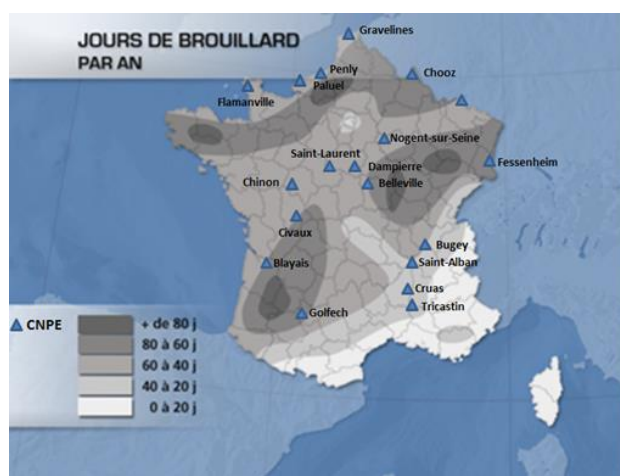 JOURS DE BROUILLARD
PAR AN
Gravelines
Penly
Chooz
Paluel
Flamanville
Nogent-sur-Seine
Saint-Laurent
Dampierre
Fessenheim
Chinon
Belleville
Civaux
Bugey
Blayais
Saint-Alban
Cruas
Golfech
Tricastin
CNPE
+ de 80 j
80 à 60 j
60 à 40 j
40 à 20 j
0 à 20 j